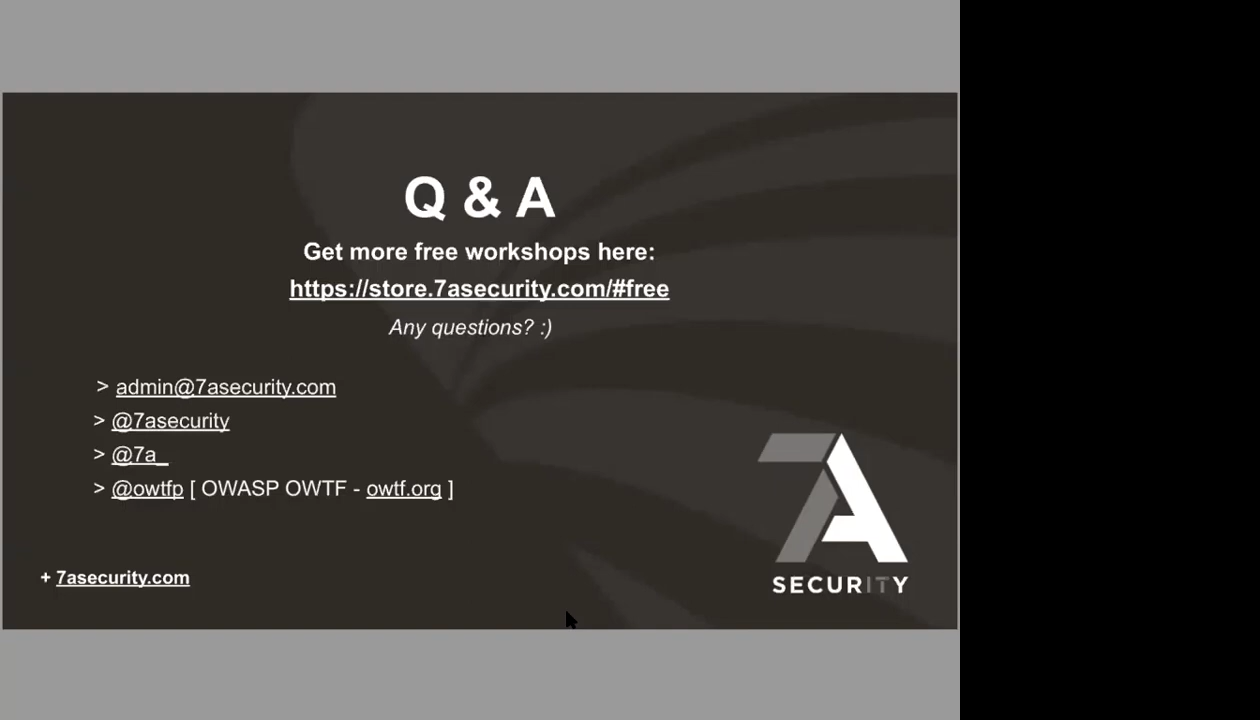 Q & A
Get more free workshops here:
https://store.7asecurity.com/#free
Any questions? :)
> admin@7asecurity.com
> @7asecurity
> @7a_
> @owtfp [ OWASP OWTF - owtf.org ]
+ 7asecurity.com
7A
SECURITY